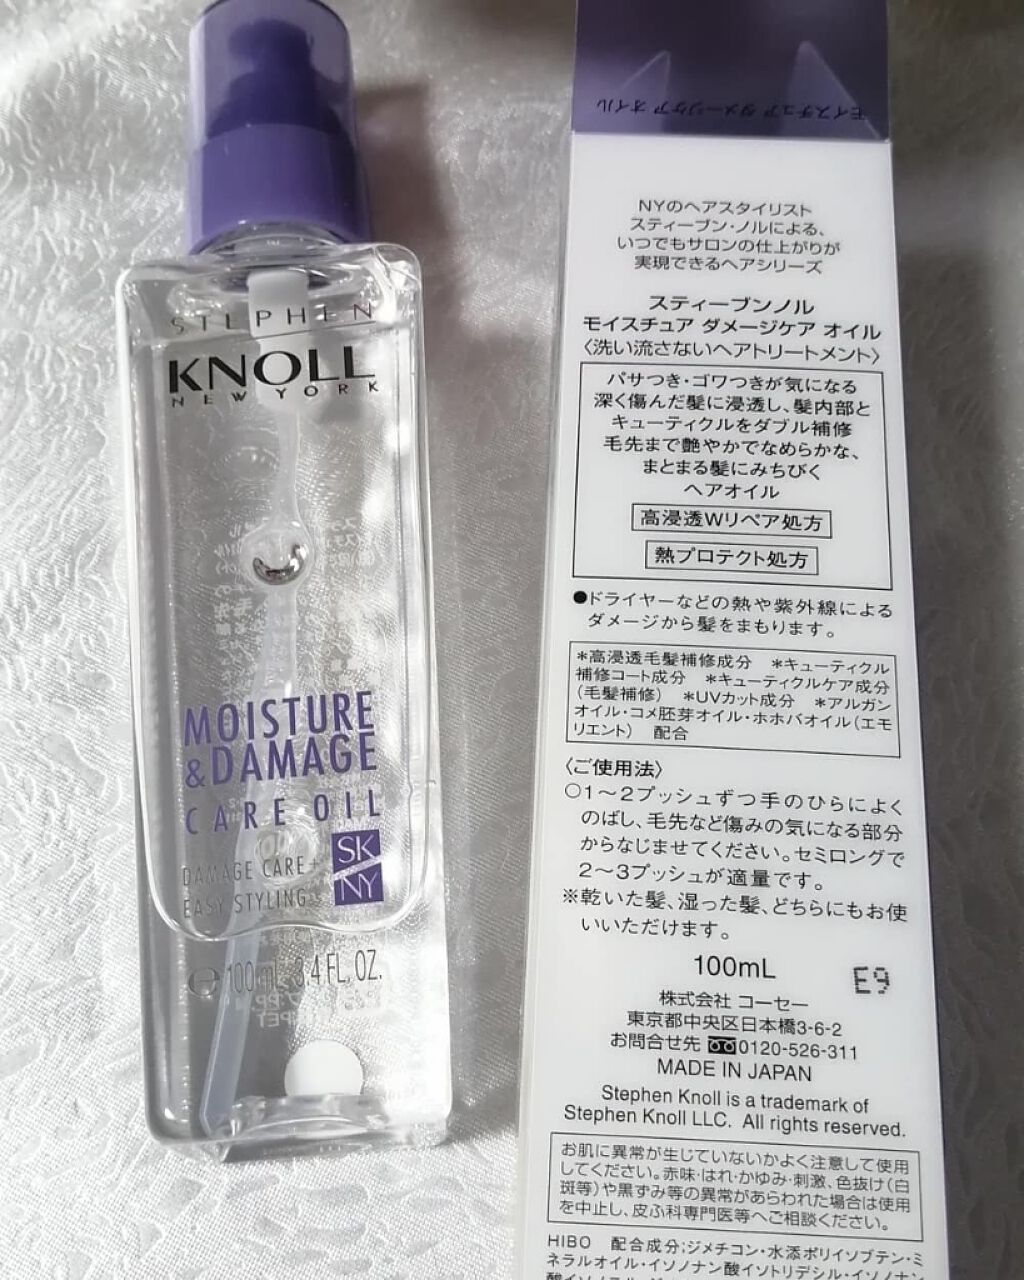 STEPHEN
KNOLL
NEW YORK
MOISTURE
&DAMAGE
CARE OIL
DAMAGE CARE+
EASY STYLING
SK
NY
℮100mL 3.4 FL. OZ.
モイスチュア ダメージケア オイル
NYのヘアスタイリスト
スティーブン・ノルによる、
いつでもサロンの仕上がりが
実現できるヘアシリーズ
スティーブンノル
モイスチュア ダメージケア オイル
〈洗い流さないヘアトリートメント〉
パサつき・ゴワつきが気になる
深く傷んだ髪に浸透し、髪内部と
キューティクルをダブル補修
毛先まで艶やかでなめらかな、
まとまる髪にみちびく
ヘアオイル
高浸透Wリペア処方
熱プロテクト処方
●ドライヤーなどの熱や紫外線による
ダメージから髪をまもります。
＊高浸透毛髪補修成分 ＊キューティクル
補修コート成分 ＊キューティクルケア成分
（毛髪補修） ＊UVカット成分 ＊アルガン
オイル・コメ胚芽オイル・ホホバオイル（エモ
リエント） 配合
〈ご使用法〉
○1〜2プッシュずつ手のひらによく
のばし、毛先など傷みの気になる部分
からなじませてください。セミロングで
2〜3プッシュが適量です。
※乾いた髪、湿った髪、どちらにもお使
いいただけます。
100mL
E9
株式会社 コーセー
東京都中央区日本橋3-6-2
お問合せ先 0120-526-311
MADE IN JAPAN
Stephen Knoll is a trademark of
Stephen Knoll LLC. All rights reserved.
お肌に異常が生じていないかよく注意して使用
してください。赤味・はれ・かゆみ・刺激、色抜け（白
斑等）や黒ずみ等の異常があらわれた場合は使用
を中止し、皮ふ科専門医等へご相談ください。
HIBO 配合成分；ジメチコン・水添ポリイソブテン・ミ
ネラルオイル・イソノナン酸イソトリデシル・イソノナン